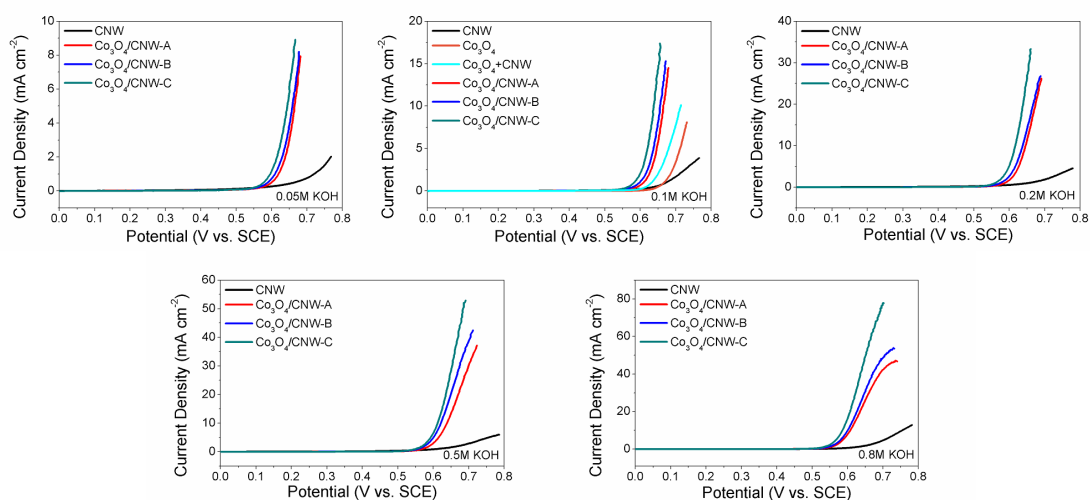 8
6
4
2
0
Current Density (mA cm⁻²)
CNW
Co₃O₄/CNW-A
Co₃O₄/CNW-B
Co₃O₄/CNW-C
0.05M KOH
0.0 0.1 0.2 0.3 0.4 0.5 0.6 0.7 0.8
Potential (V vs. SCE)
20
15
10
5
0
Current Density (mA cm⁻²)
CNW
Co₃O₄
Co₃O₄+CNW
Co₃O₄/CNW-A
Co₃O₄/CNW-B
Co₃O₄/CNW-C
0.1M KOH
0.0 0.1 0.2 0.3 0.4 0.5 0.6 0.7 0.8
Potential (V vs. SCE)
40
30
20
10
0
Current Density (mA cm⁻²)
CNW
Co₃O₄/CNW-A
Co₃O₄/CNW-B
Co₃O₄/CNW-C
0.2M KOH
0.0 0.1 0.2 0.3 0.4 0.5 0.6 0.7 0.8
Potential (V vs. SCE)
60
50
40
30
20
10
0
Current Density (mA cm⁻²)
CNW
Co₃O₄/CNW-A
Co₃O₄/CNW-B
Co₃O₄/CNW-C
0.5M KOH
0.0 0.1 0.2 0.3 0.4 0.5 0.6 0.7 0.8
Potential (V vs. SCE)
80
60
40
20
0
Current Density (mA cm⁻²)
CNW
Co₃O₄/CNW-A
Co₃O₄/CNW-B
Co₃O₄/CNW-C
0.8M KOH
0.0 0.1 0.2 0.3 0.4 0.5 0.6 0.7 0.8
Potential (V vs. SCE)